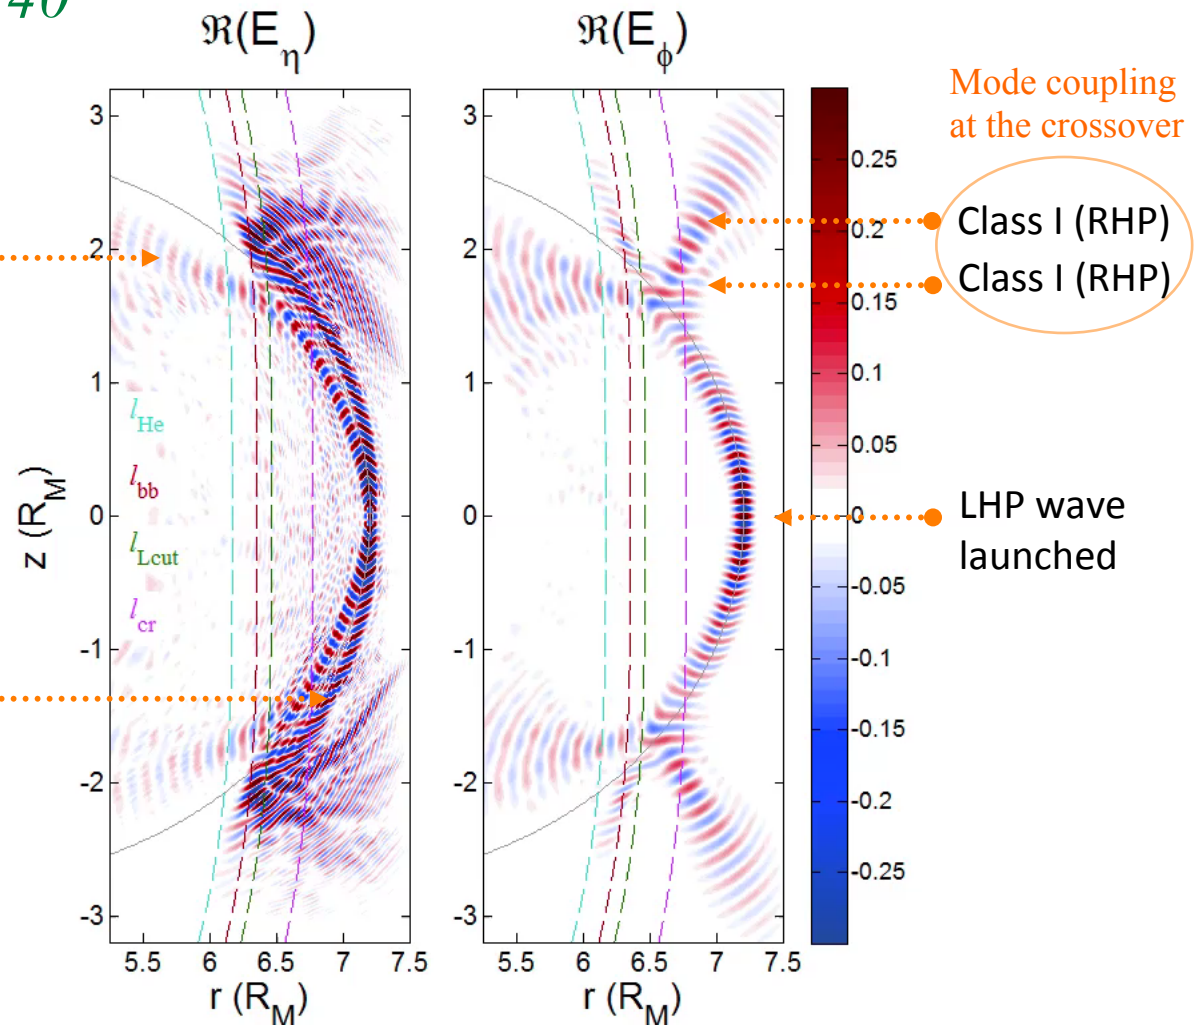 40
ℜ(E_η)
ℜ(E_ϕ)
Mode coupling
at the crossover
Class I (RHP)
Class I (RHP)
LHP wave
launched
z (R_M)
3
2
1
0
-1
-2
-3
l_He
l_bb
l_Lcut
l_cr
5.5 6 6.5 7 7.5
r (R_M)
3
2
1
0
-1
-2
-3
5.5 6 6.5 7 7.5
r (R_M)
0.25
0.2
0.15
0.1
0.05
0
-0.05
-0.1
-0.15
-0.2
-0.25